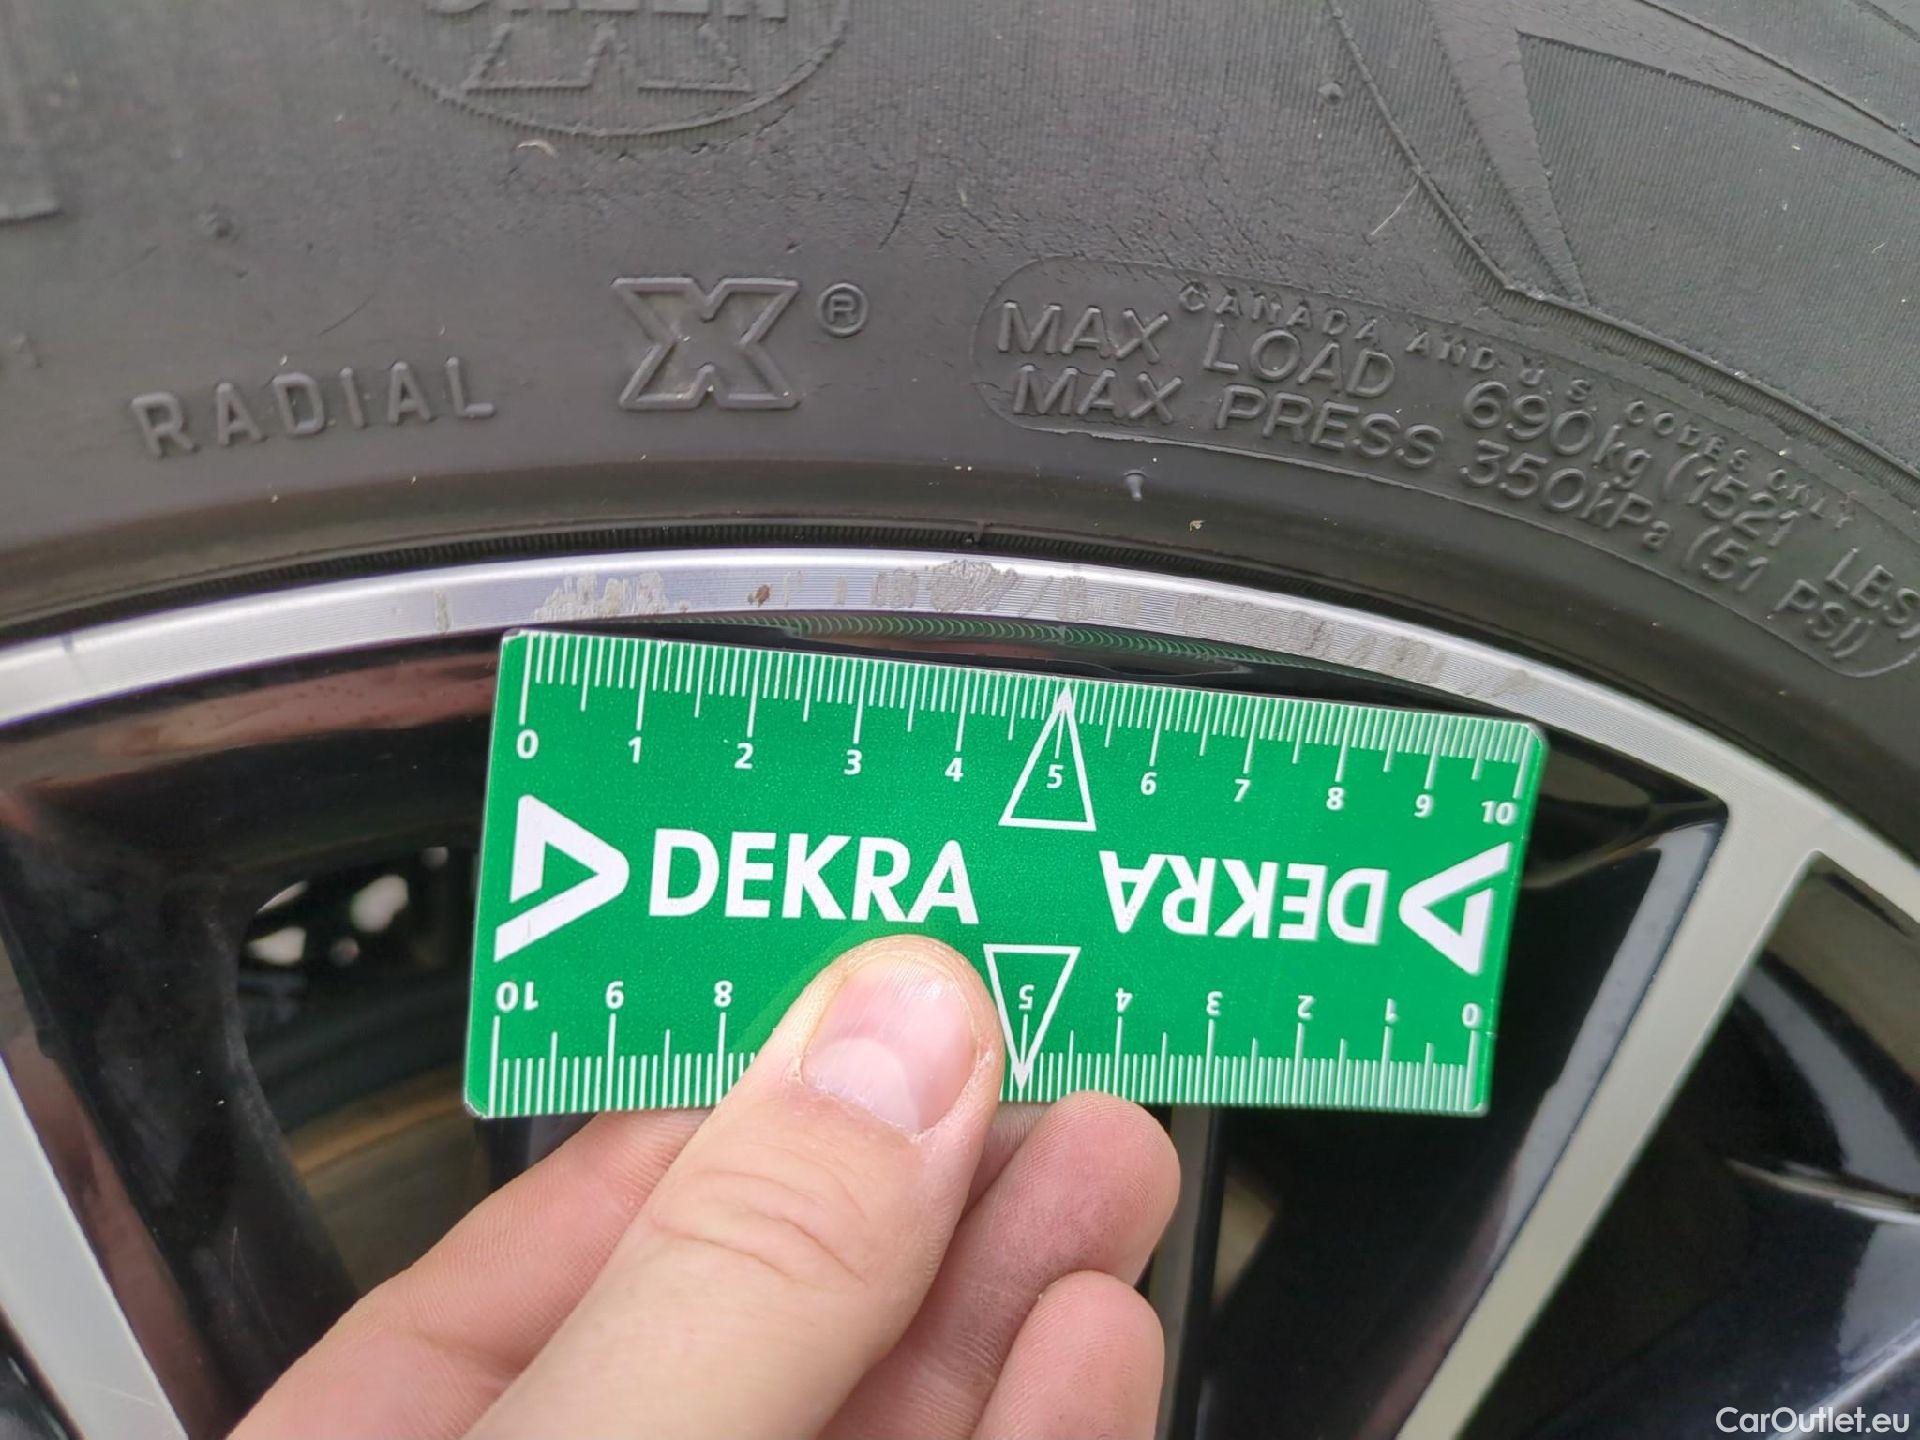 RADIAL X®
CANADA AND U S CODES ONLY
MAX LOAD 690kg (1521 LBS)
MAX PRESS 350kPa (51 PSI)
0 1 2 3 4 5 6 7 8 9 10
DEKRA DEKRA
10 9 8 5 4 3 2 1 0
CarOutlet.eu